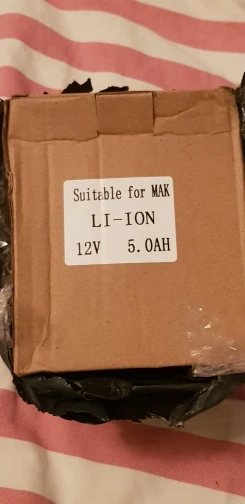 Suitable for MAK
LI-ION
12V 5.0AH